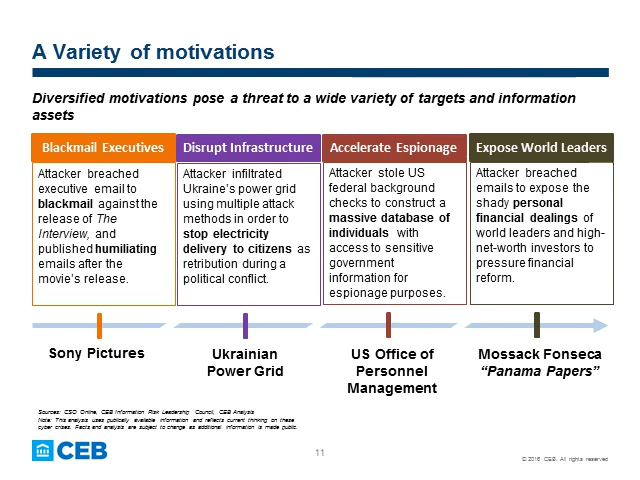 A Variety of motivations
Diversified motivations pose a threat to a wide variety of targets and information
assets
Blackmail Executives
Attacker breached
executive email to
blackmail against the
release of The
Interview, and
published humiliating
emails after the
movie's release.
Disrupt Infrastructure
Attacker infiltrated
Ukraine's power grid
using multiple attack
methods in order to
stop electricity
delivery to citizens as
retribution during a
political conflict.
Accelerate Espionage
Attacker stole US
federal background
checks to construct a
massive database of
individuals with
access to sensitive
government
information for
espionage purposes.
Expose World Leaders
Attacker breached
emails to expose the
shady personal
financial dealings of
world leaders and high-
net-worth investors to
pressure financial
reform.
Sony Pictures
Ukrainian
Power Grid
US Office of
Personnel
Management
Mossack Fonseca
“Panama Papers”
Sources: CSO Online, CEB Information Risk Leadership Council, CEB Analysis
Note: This analysis uses publically available information and reflects current thinking on these
cyber crises. Facts and analysis are subject to change as additional information is made public.
CEB
11
© 2016 CEB. All rights reserved